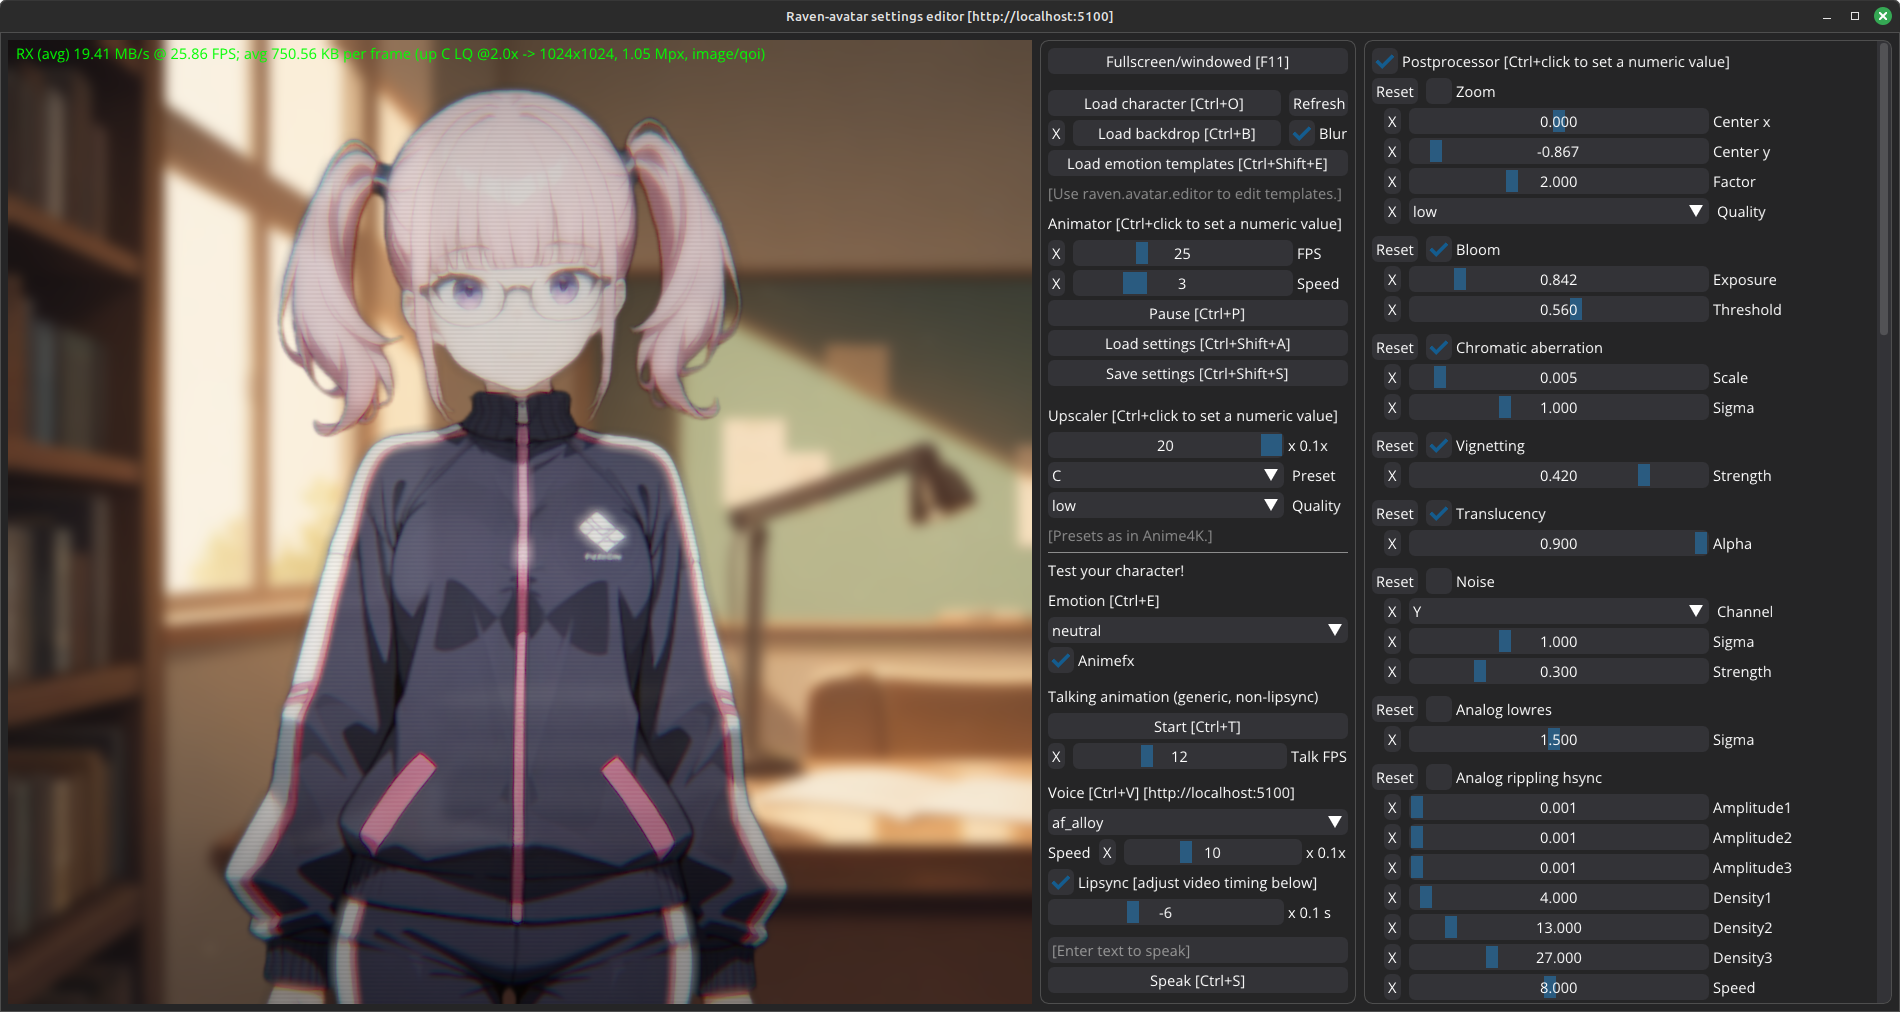 Raven-avatar settings editor [http://localhost:5100]
RX (avg) 19.41 MB/s @ 25.86 FPS; avg 750.56 KB per frame (up C LQ @2.0x -> 1024x1024, 1.05 Mpx, image/qoi)
PERION
Fullscreen/windowed [F11]
Load character [Ctrl+O] Refresh
X Load backdrop [Ctrl+B] Blur
Load emotion templates [Ctrl+Shift+E]
[Use raven.avatar.editor to edit templates.]
Animator [Ctrl+click to set a numeric value]
X 25 FPS
X 3 Speed
Pause [Ctrl+P]
Load settings [Ctrl+Shift+A]
Save settings [Ctrl+Shift+S]
Upscaler [Ctrl+click to set a numeric value]
20 x 0.1x
C Preset
low Quality
[Presets as in Anime4K.]
Test your character!
Emotion [Ctrl+E]
neutral
Animefx
Talking animation (generic, non-lipsync)
Start [Ctrl+T]
X 12 Talk FPS
Voice [Ctrl+V] [http://localhost:5100]
af_alloy
Speed X 10 x 0.1x
Lipsync [adjust video timing below]
-6 x 0.1 s
[Enter text to speak]
Speak [Ctrl+S]
Postprocessor [Ctrl+click to set a numeric value]
Reset Zoom
X 0.000 Center x
X -0.867 Center y
X 2.000 Factor
X low Quality
Reset Bloom
X 0.842 Exposure
X 0.560 Threshold
Reset Chromatic aberration
X 0.005 Scale
X 1.000 Sigma
Reset Vignetting
X 0.420 Strength
Reset Translucency
X 0.900 Alpha
Reset Noise
X Y Channel
X 1.000 Sigma
X 0.300 Strength
Reset Analog lowres
X 1.500 Sigma
Reset Analog rippling hsync
X 0.001 Amplitude1
X 0.001 Amplitude2
X 0.001 Amplitude3
X 4.000 Density1
X 13.000 Density2
X 27.000 Density3
X 8.000 Speed